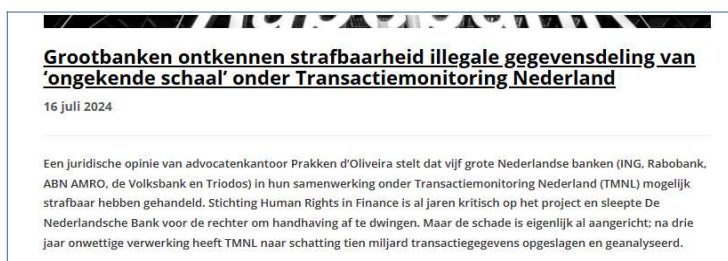 Grootbanken ontkennen strafbaarheid illegale gegevensdeling van
‘ongekende schaal’ onder Transactiemonitoring Nederland
16 juli 2024
Een juridische opinie van advocatenkantoor Prakken d’Oliveira stelt dat vijf grote Nederlandse banken (ING, Rabobank,
ABN AMRO, de Volksbank en Triodos) in hun samenwerking onder Transactiemonitoring Nederland (TMNL) mogelijk
strafbaar hebben gehandeld. Stichting Human Rights in Finance is al jaren kritisch op het project en sleepte De
Nederlandsche Bank voor de rechter om handhaving af te dwingen. Maar de schade is eigenlijk al aangericht; na drie
jaar onwettige verwerking heeft TMNL naar schatting tien miljard transactiegegevens opgeslagen en geanalyseerd.